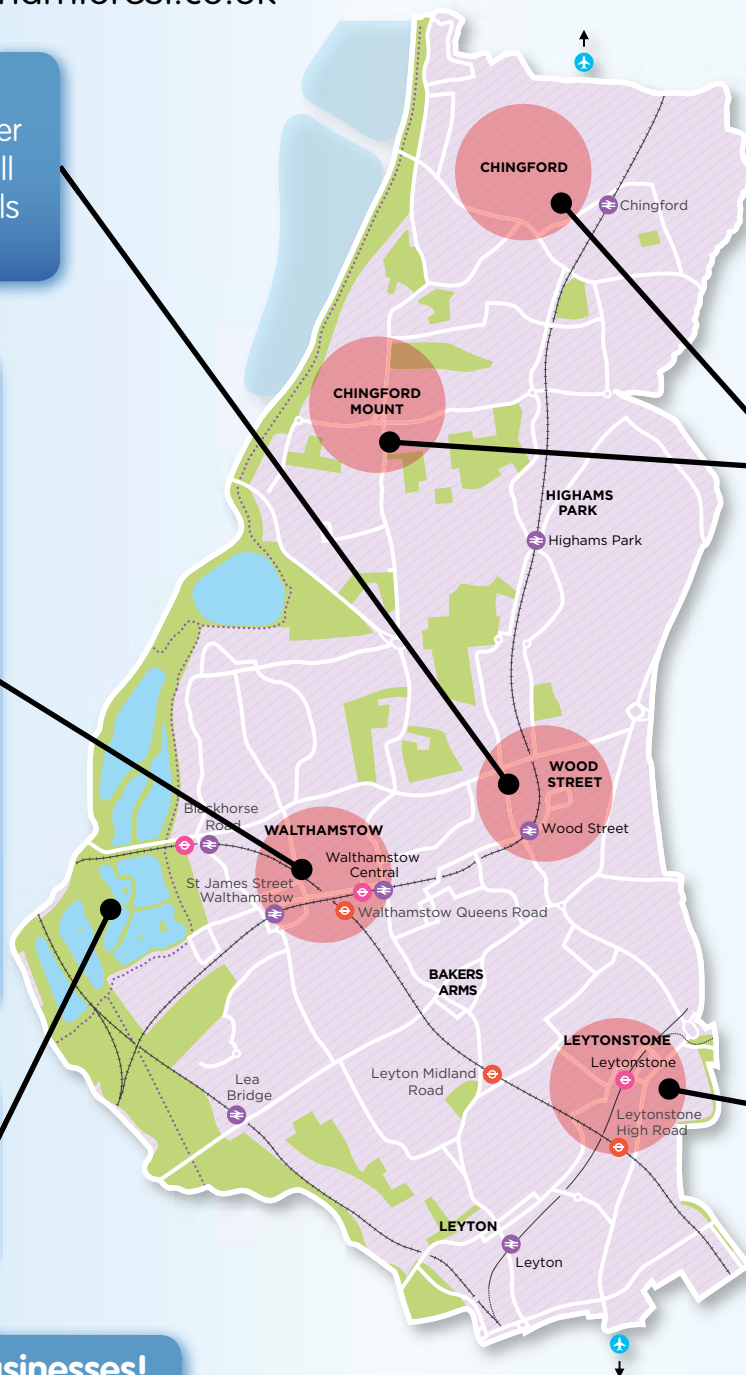 CHINGFORD
Chingford
CHINGFORD
MOUNT
HIGHAMS
PARK
Highams Park
WOOD
STREET
Wood Street
Blackhorse
Road
WALTHAMSTOW
Walthamstow
Central
St James Street
Walthamstow
Walthamstow Queens Road
BAKERS
ARMS
LEYTONSTONE
Leytonstone
Leyton Midland
Road
Lea
Bridge
Leytonstone
High Road
LEYTON
Leyton